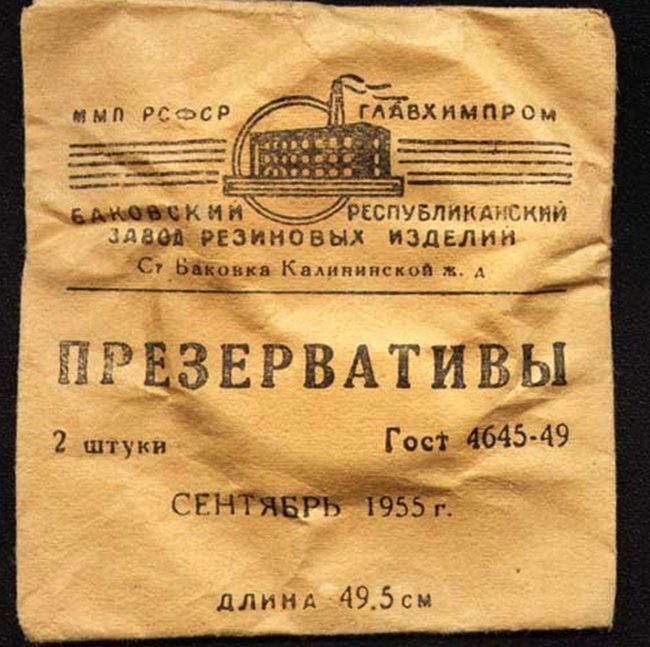 ММП РСФСР ГЛАВХИМПРОМ
БАКОВСКИЙ РЕСПУБЛИКАНСКИЙ
ЗАВОД РЕЗИНОВЫХ ИЗДЕЛИЙ
Ст Баковка Калининской ж. д
ПРЕЗЕРВАТИВЫ
2 штуки Гост 4645-49
СЕНТЯБРЬ 1955 г.
ДЛИНА 49.5 см